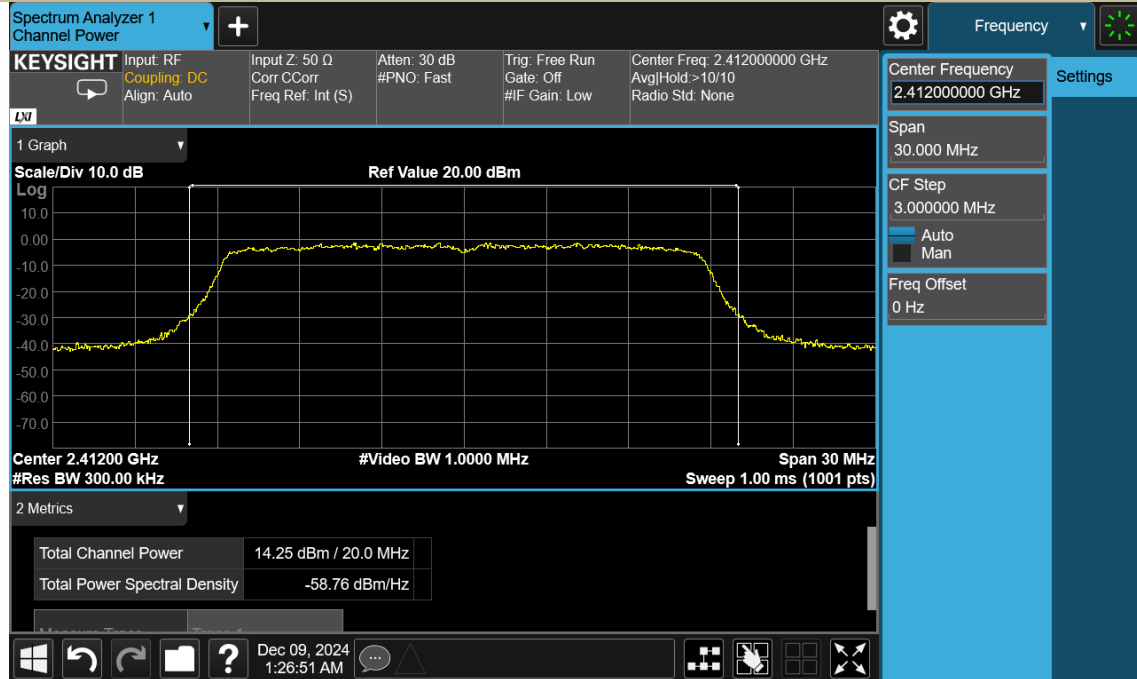 Spectrum Analyzer 1
Channel Power
Frequency
KEYSIGHT
Input: RF
Coupling: DC
Align: Auto
Input Z: 50 Ω
Corr CCorr
Freq Ref: Int (S)
Atten: 30 dB
#PNO: Fast
Trig: Free Run
Gate: Off
#IF Gain: Low
Center Freq: 2.412000000 GHz
Avg|Hold:>10/10
Radio Std: None
LXI
Center Frequency
2.412000000 GHz
Settings
Span
30.000 MHz
CF Step
3.000000 MHz
Auto
Man
Freq Offset
0 Hz
1 Graph
Scale/Div 10.0 dB
Ref Value 20.00 dBm
Log
10.0
0.00
-10.0
-20.0
-30.0
-40.0
-50.0
-60.0
-70.0
Center 2.41200 GHz
#Video BW 1.0000 MHz
Span 30 MHz
#Res BW 300.00 kHz
Sweep 1.00 ms (1001 pts)
2 Metrics
Total Channel Power 14.25 dBm / 20.0 MHz
Total Power Spectral Density -58.76 dBm/Hz
?
Dec 09, 2024
1:26:51 AM